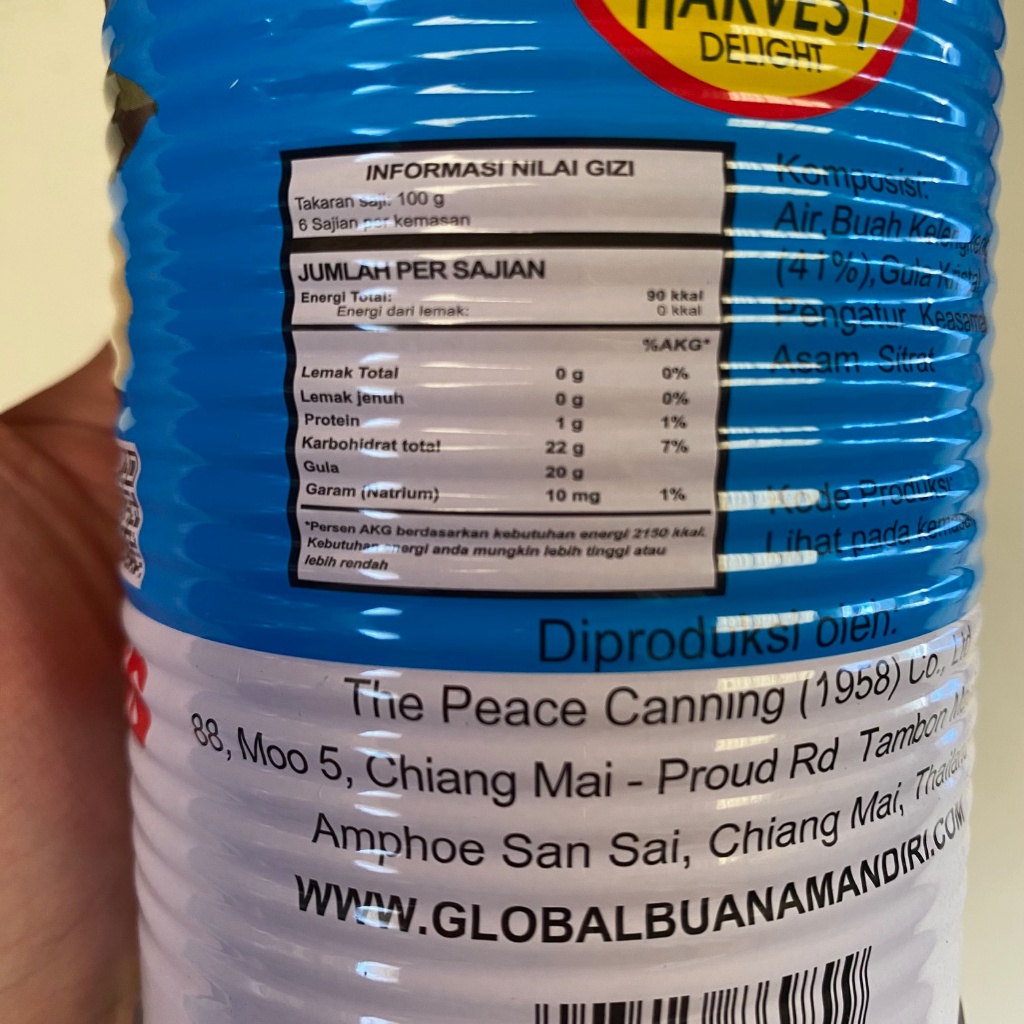 HARVEST
DELIGHT
INFORMASI NILAI GIZI
Takaran saji: 100 g
6 Sajian per kemasan
JUMLAH PER SAJIAN
Energi Total: 90 kkal
Energi dari lemak: 0 kkal
%AKG*
Lemak Total 0 g 0%
Lemak jenuh 0 g 0%
Protein 1 g 1%
Karbohidrat total 22 g 7%
Gula 20 g
Garam (Natrium) 10 mg 1%
*Persen AKG berdasarkan kebutuhan energi 2150 kkal.
Kebutuhan energi anda mungkin lebih tinggi atau
lebih rendah
Komposisi:
Air, Buah
(41%), Gula Kristal
Pengatur
Asam Sitrat
Kode Produksi
Lihat pada
Diproduksi oleh:
The Peace Canning (1958) Co., Ltd
88, Moo 5, Chiang Mai - Proud Rd Tambon
Amphoe San Sai, Chiang Mai,
WWW.GLOBALBUANAMANDIRI.COM